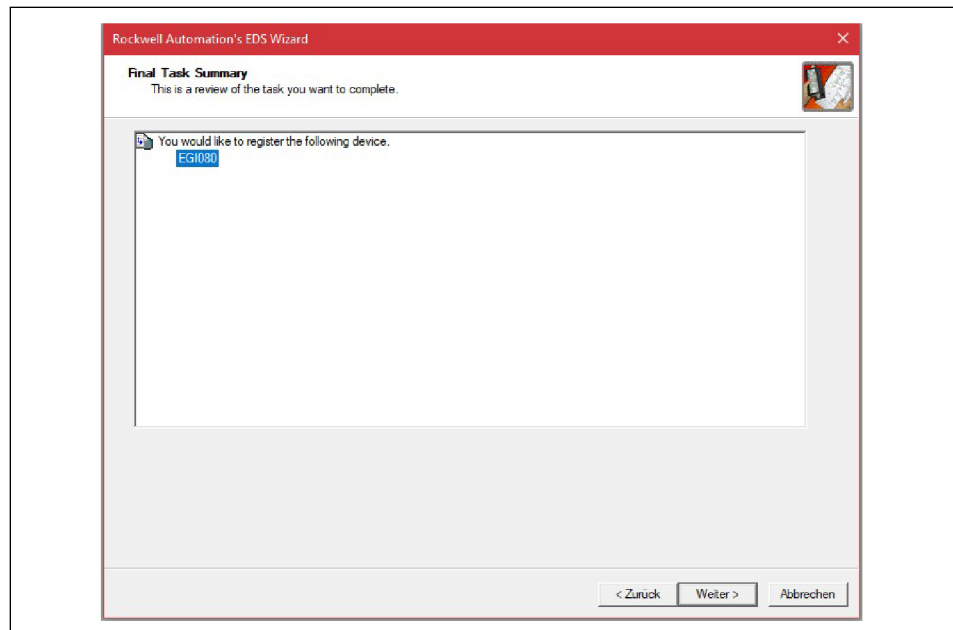 Rockwell Automation's EDS Wizard
Final Task Summary
This is a review of the task you want to complete.
You would like to register the following device.
EGI080
< Zurück
Weiter >
Abbrechen